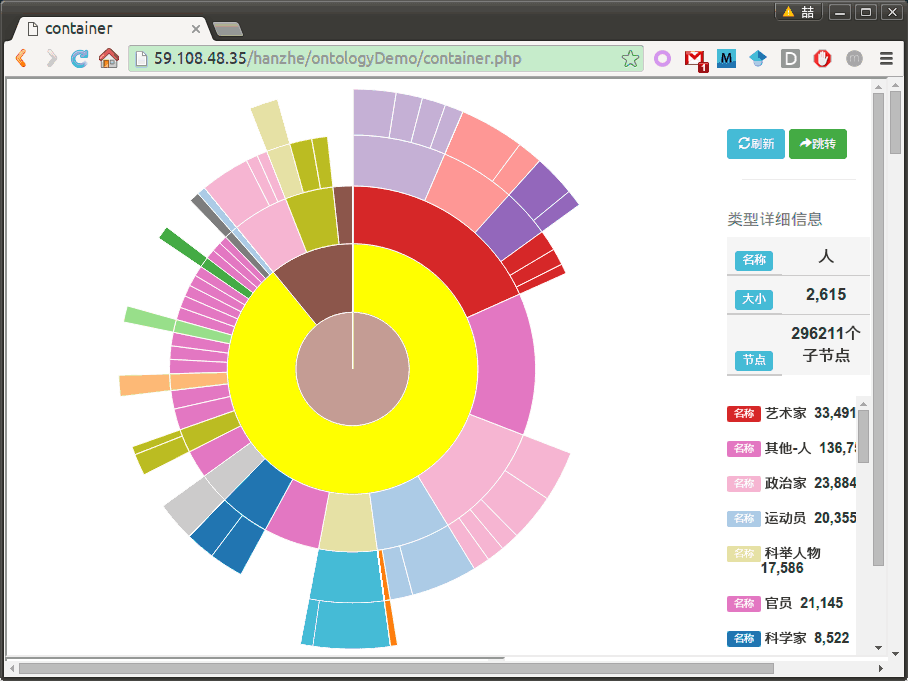 喆
container
59.108.48.35/hanzhe/ontologyDemo/container.php
M
D
m
1
刷新
跳转
类型详细信息
名称 人
大小 2,615
节点 296211个
子节点
名称 艺术家 33,491
名称 其他-人
名称 政治家 23,884
名称 运动员 20,355
名称 科举人物
17,586
名称 官员 21,145
名称 科学家 8,522